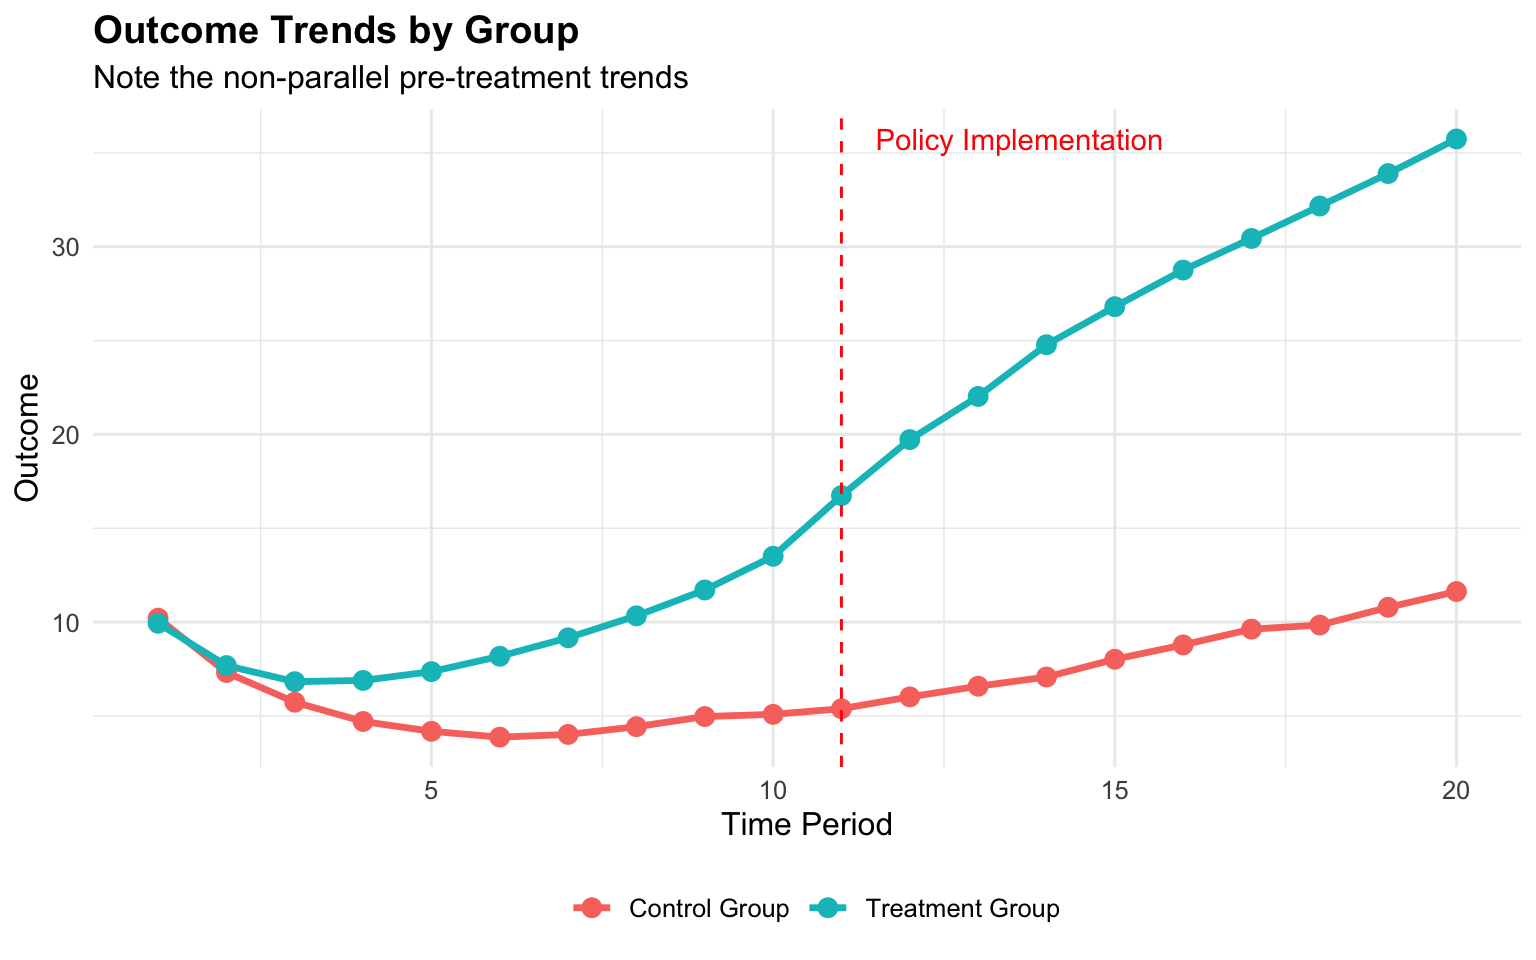 Outcome Trends by Group
Note the non-parallel pre-treatment trends
Policy Implementation
30
20
10
Outcome
5 10 15 20
Time Period
Control Group Treatment Group